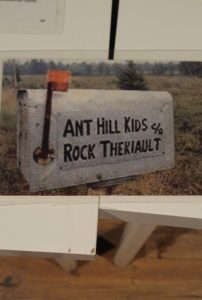 ANT HILL KIDS c/o
ROCK THERIAULT